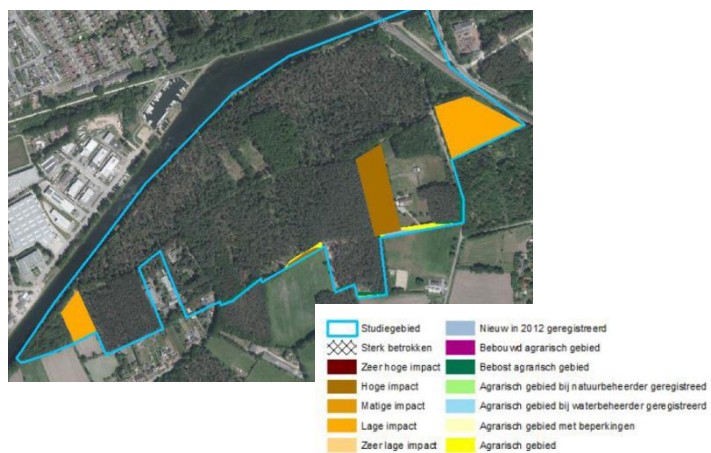 Studiegebied
Sterk betrokken
Zeer hoge impact
Hoge impact
Matige impact
Lage impact
Zeer lage impact
Nieuw in 2012 geregistreerd
Bebouwd agrarisch gebied
Bebost agrarisch gebied
Agrarisch gebied bij natuurbeheerder geregistreed
Agrarisch gebied bij waterbeheerder geregistreerd
Agrarisch gebied met beperkingen
Agrarisch gebied